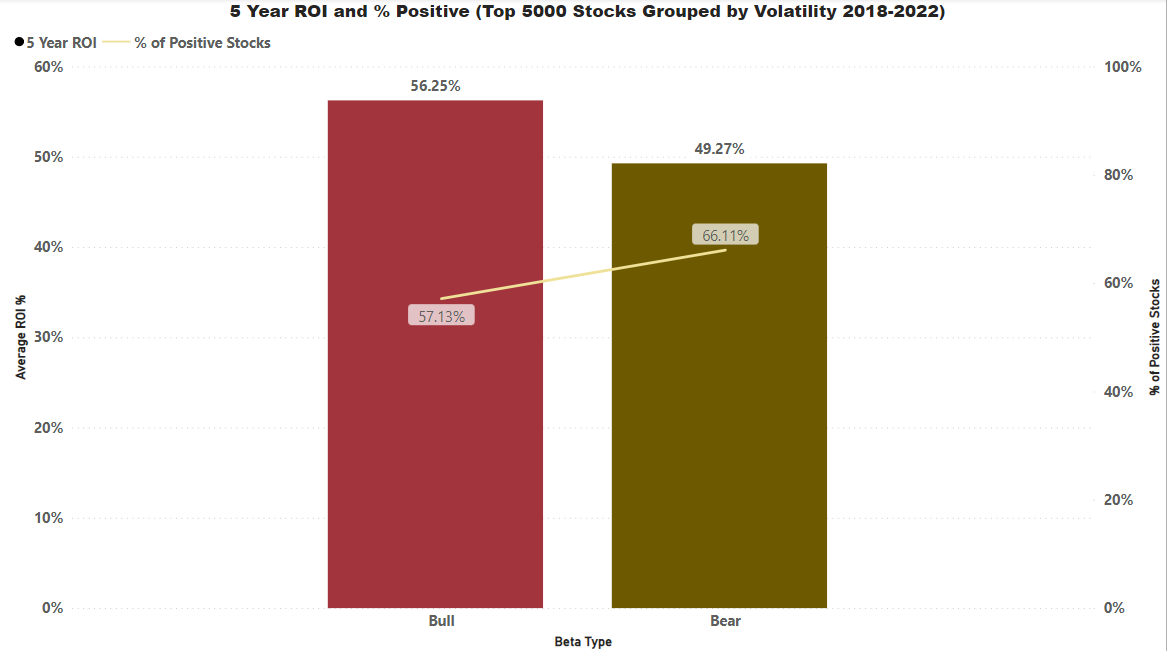 5 Year ROI and % Positive (Top 5000 Stocks Grouped by Volatility 2018-2022)
5 Year ROI % of Positive Stocks
60%
50%
40%
30%
20%
10%
0%
Average ROI %
56.25%
49.27%
66.11%
57.13%
100%
80%
60%
40%
20%
0%
% of Positive Stocks
Bull Bear
Beta Type